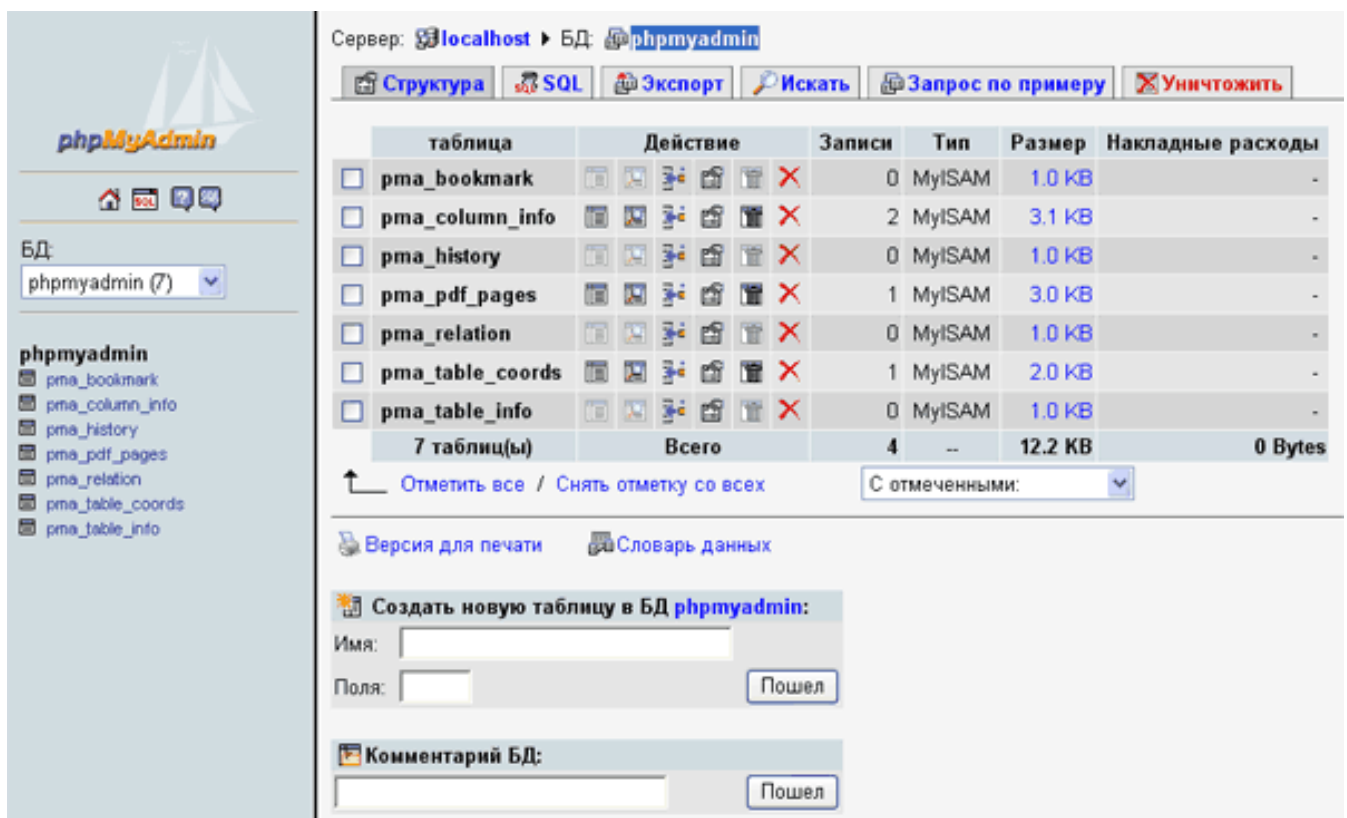 phpMyAdmin
SQL
БД:
phpmyadmin (7)
phpmyadmin
pma_bookmark
pma_column_info
pma_history
pma_pdf_pages
pma_relation
pma_table_coords
pma_table_info
Сервер: localhost БД: phpmyadmin
Структура SQL Экспорт Искать Запрос по примеру Уничтожить
таблица Действие Записи Тип Размер Накладные расходы
pma_bookmark 0 MyISAM 1.0 KB -
pma_column_info 2 MyISAM 3.1 KB -
pma_history 0 MyISAM 1.0 KB -
pma_pdf_pages 1 MyISAM 3.0 KB -
pma_relation 0 MyISAM 1.0 KB -
pma_table_coords 1 MyISAM 2.0 KB -
pma_table_info 0 MyISAM 1.0 KB -
7 таблиц(ы) Всего 4 -- 12.2 KB 0 Bytes
Отметить все / Снять отметку со всех С отмеченными:
Версия для печати Словарь данных
Создать новую таблицу в БД phpmyadmin:
Имя:
Поля: Пошел
Комментарий БД:
Пошел